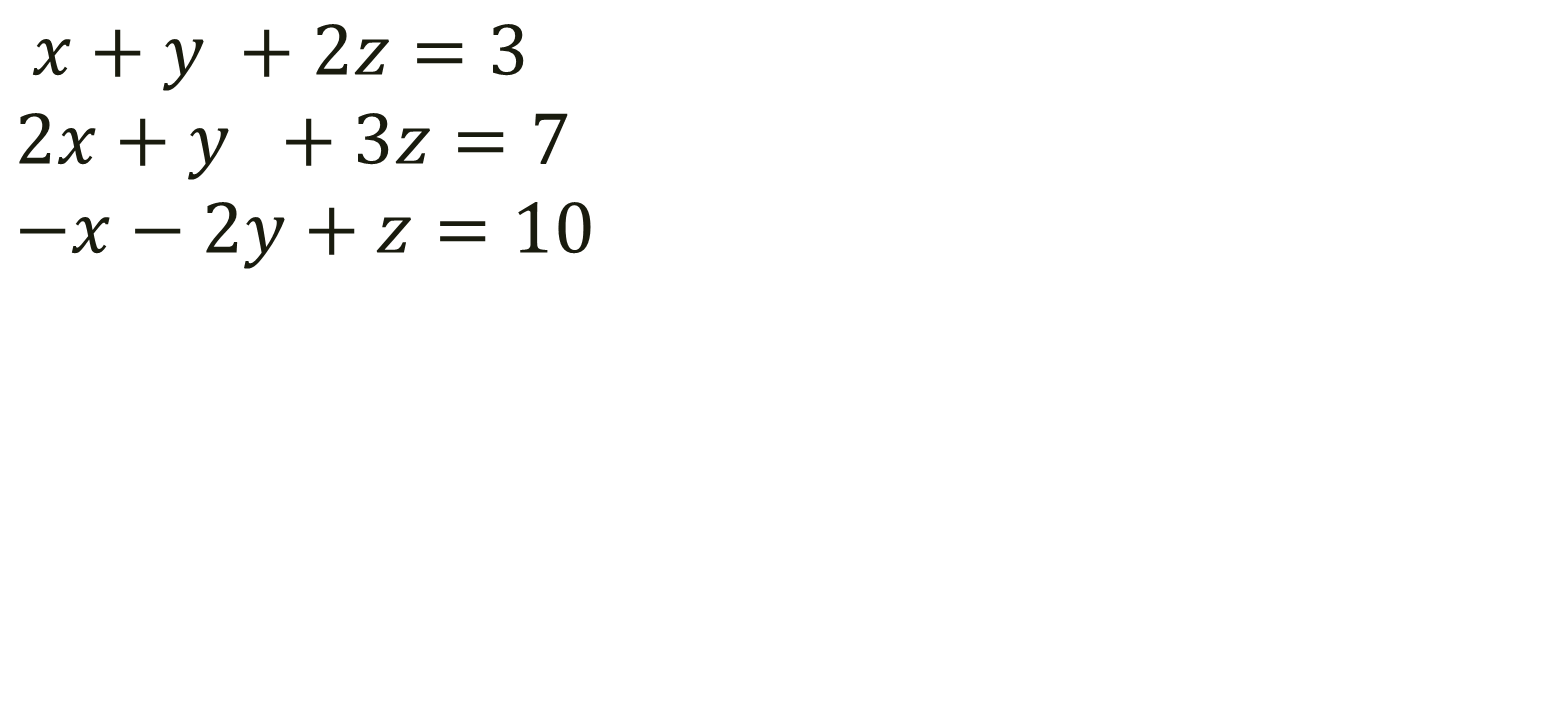 x + y + 2z = 3
2x + y + 3z = 7
−x − 2y + z = 10